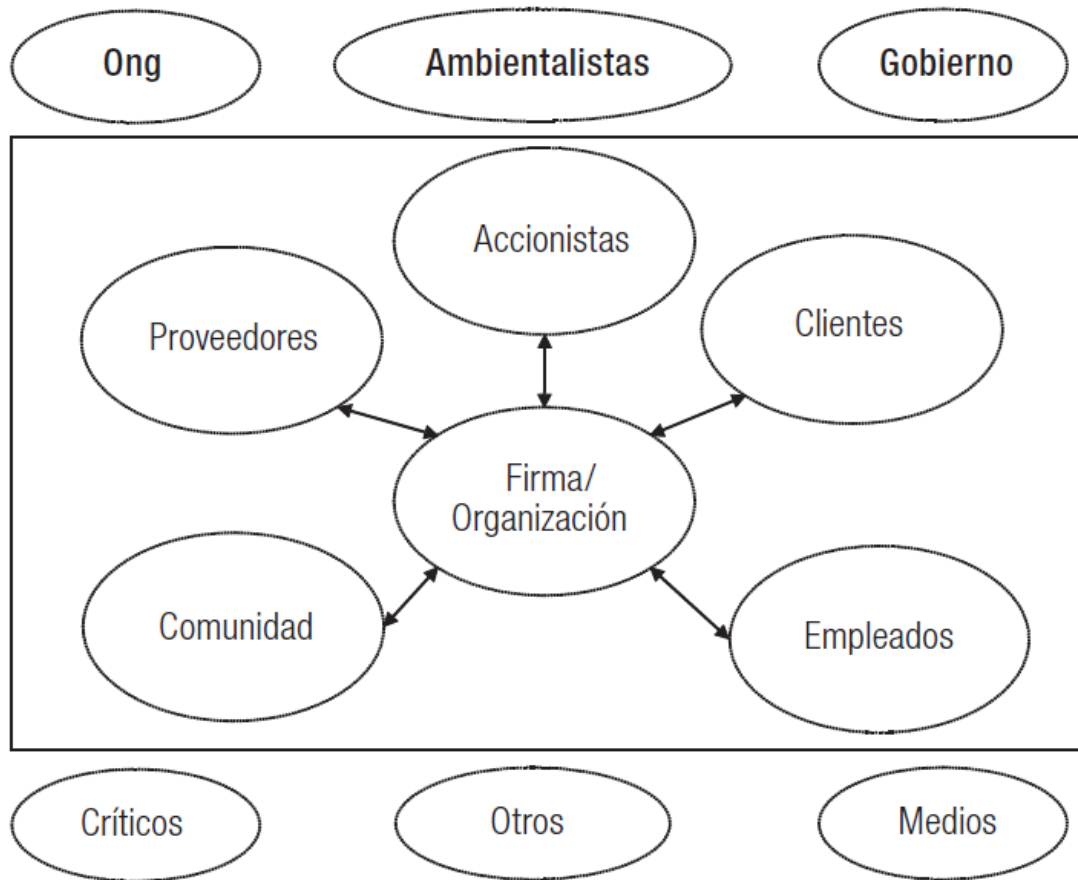 Ong
Ambientalistas
Gobierno
Accionistas
Proveedores
Clientes
Firma/
Organización
Comunidad
Empleados
Críticos
Otros
Medios